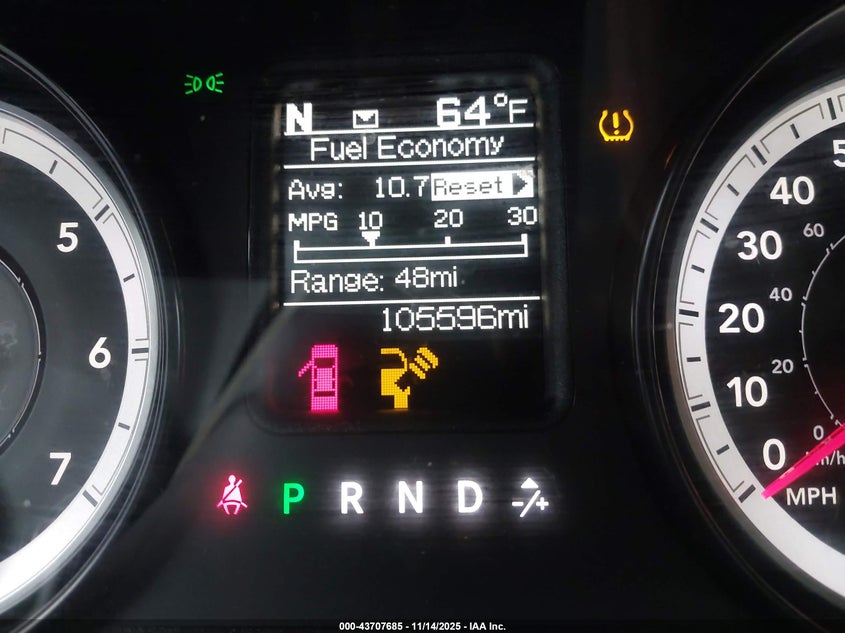 N 64°F
Fuel Economy
Avg: 10.7 Reset
MPG 10 20 30
Range: 48mi
105596mi
P R N D -/+
5
6
7
40
30
20
10
0
MPH
60
40
20
0
km/h
000-43707685 - 11/14/2025 - IAA Inc.